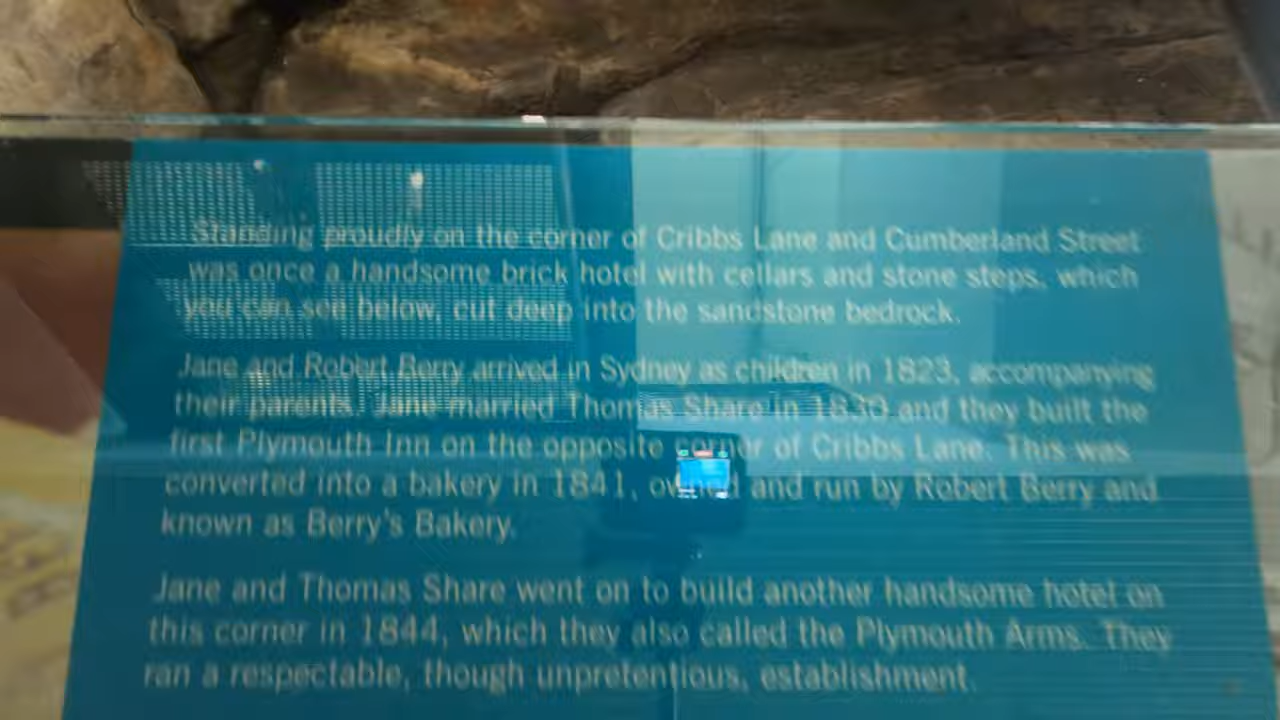 Standing proudly on the corner of Cribbs Lane and Cumberland Street
was once a handsome brick hotel with cellars and stone steps, which
you can see below, cut deep into the sandstone bedrock.
Jane and Robert Berry arrived in Sydney as children in 1823, accompanying
their parents. Jane married Thomas Share in 1830 and they built the
first Plymouth Inn on the opposite corner of Cribbs Lane. This was
converted into a bakery in 1841, owned and run by Robert Berry and
known as Berry's Bakery.
Jane and Thomas Share went on to build another handsome hotel on
this corner in 1844, which they also called the Plymouth Arms. They
ran a respectable, though unpretentious, establishment.